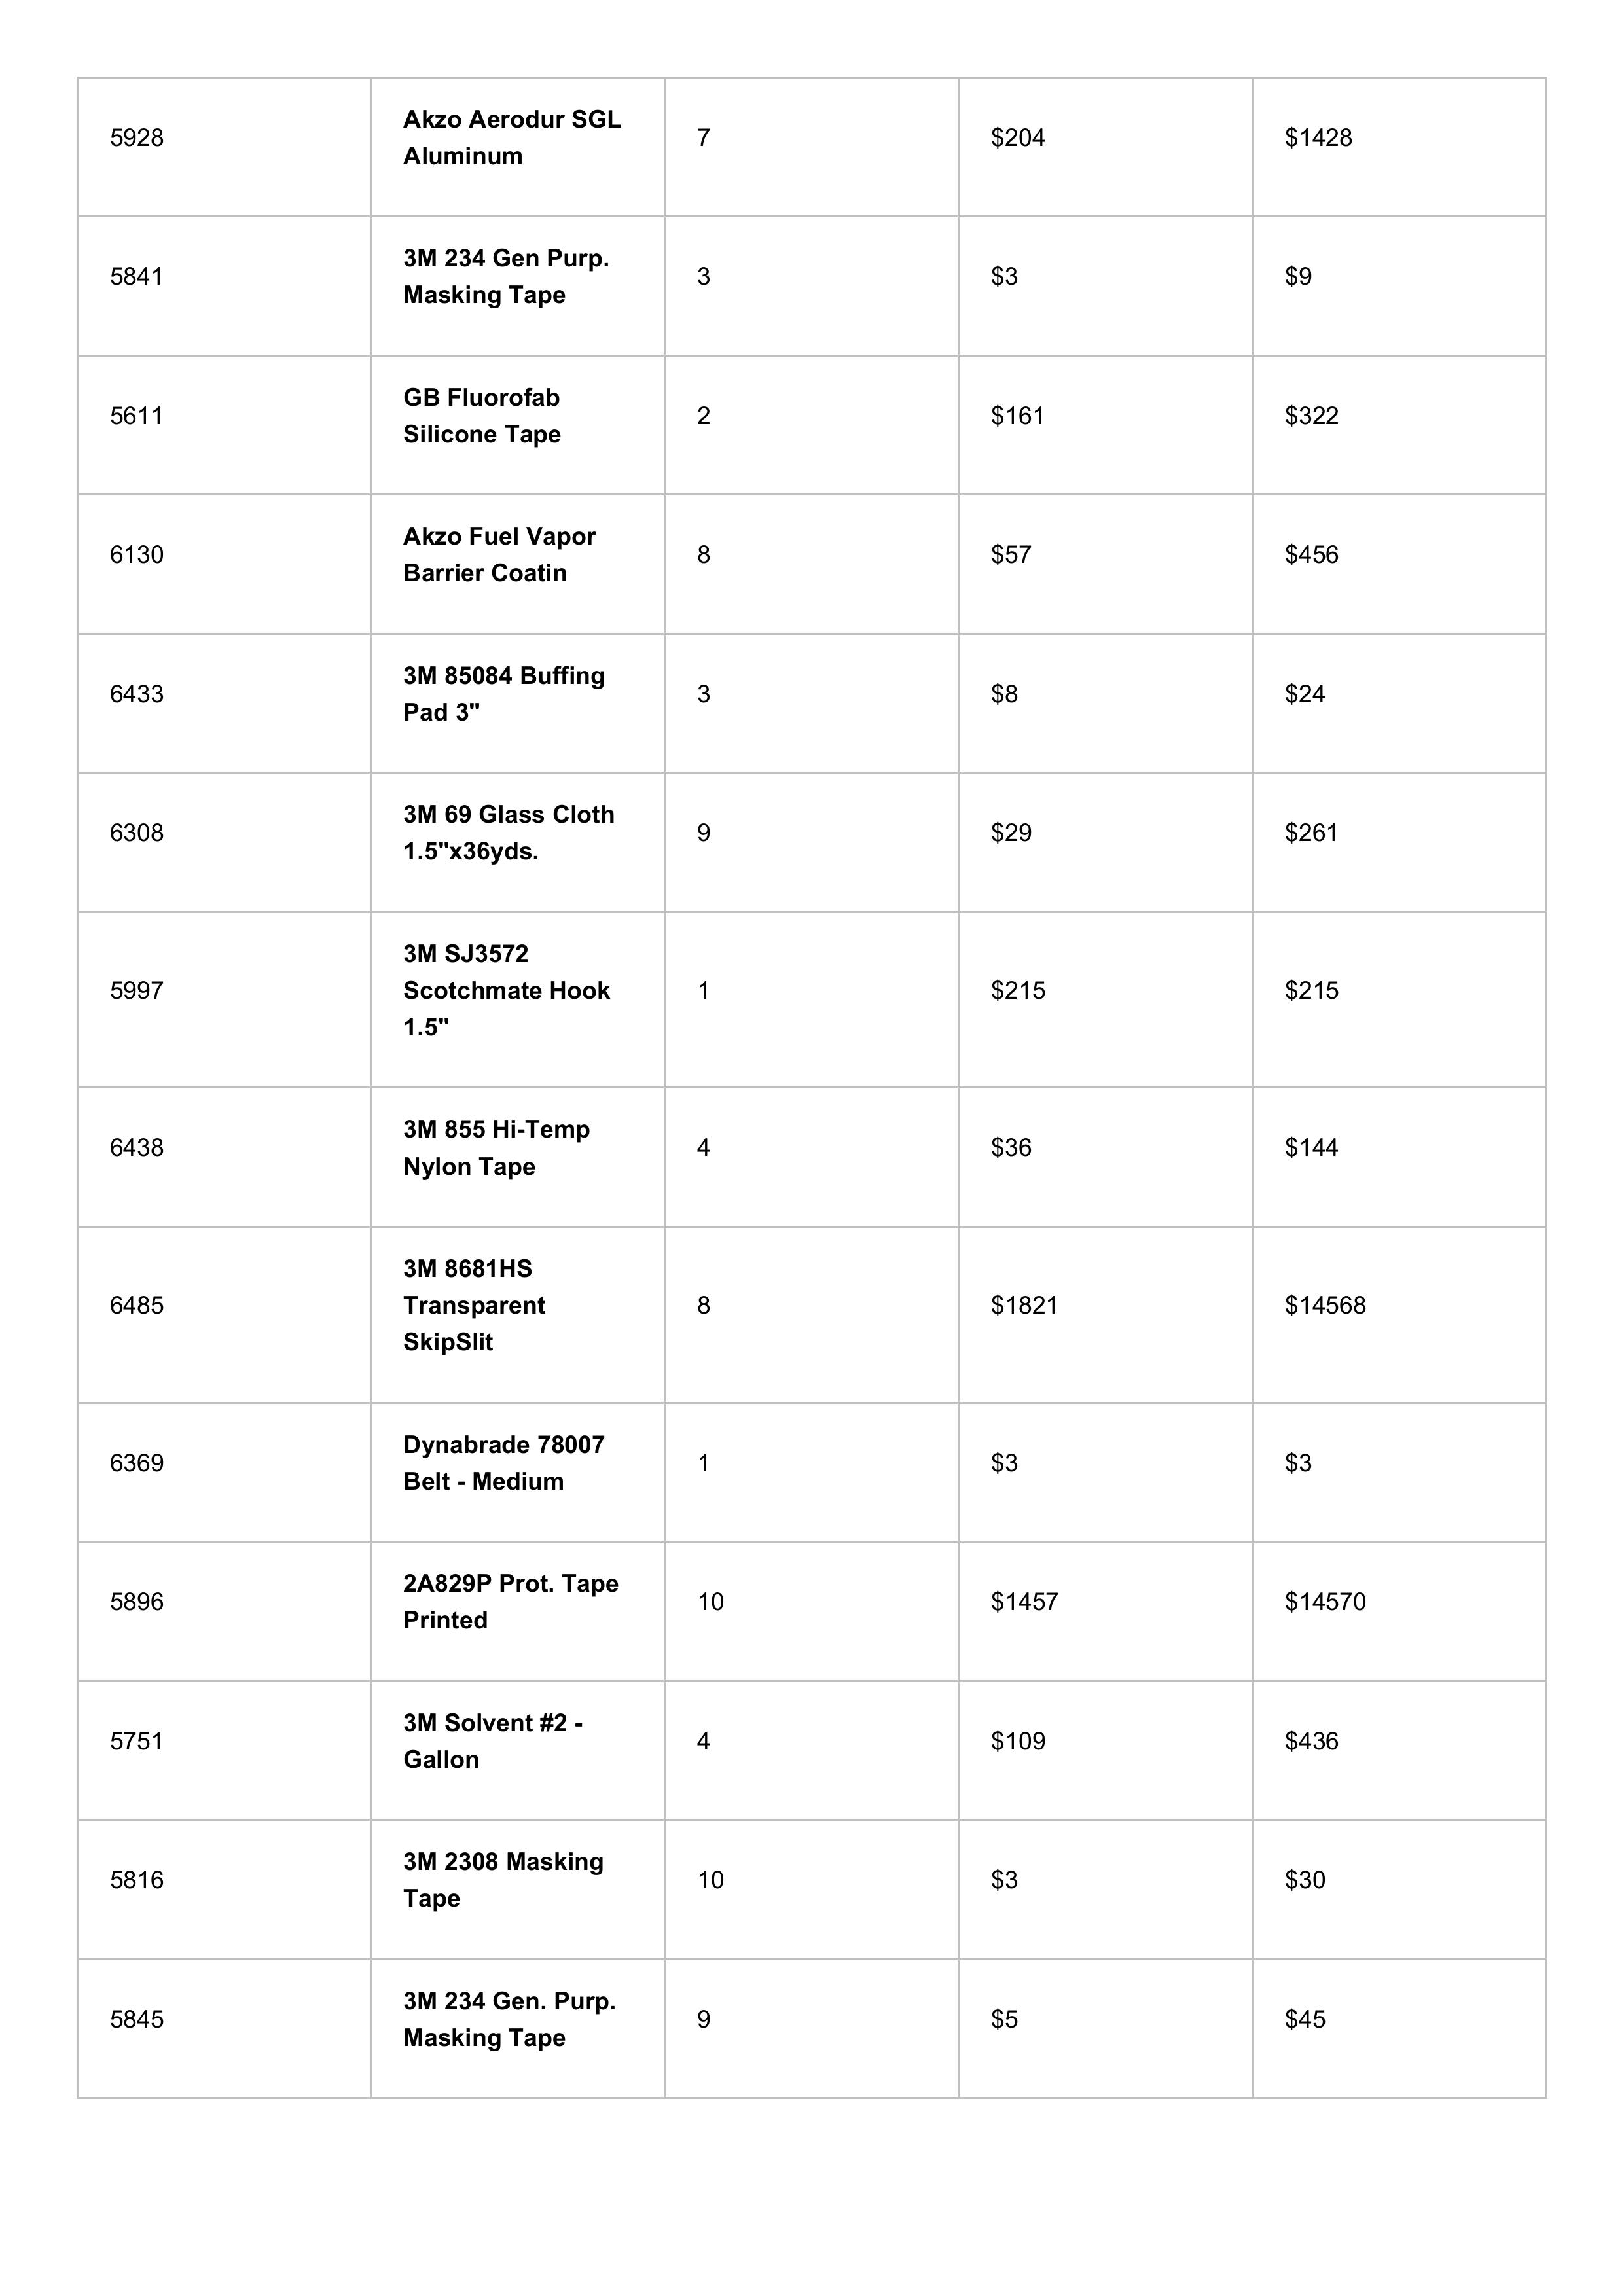 5928
Akzo Aerodur SGL
Aluminum
7
$204
$1428
5841
3M 234 Gen Purp.
Masking Tape
3
$3
$9
5611
GB Fluorofab
Silicone Tape
2
$161
$322
6130
Akzo Fuel Vapor
Barrier Coatin
8
$57
$456
6433
3M 85084 Buffing
Pad 3"
3
$8
$24
6308
3M 69 Glass Cloth
1.5"x36yds.
9
$29
$261
5997
3M SJ3572
Scotchmate Hook
1.5"
1
$215
$215
6438
3M 855 Hi-Temp
Nylon Tape
4
$36
$144
6485
3M 8681HS
Transparent
SkipSlit
8
$1821
$14568
6369
Dynabrade 78007
Belt - Medium
1
$3
$3
5896
2A829P Prot. Tape
Printed
10
$1457
$14570
5751
3M Solvent #2 -
Gallon
4
$109
$436
5816
3M 2308 Masking
Tape
10
$3
$30
5845
3M 234 Gen. Purp.
Masking Tape
9
$5
$45